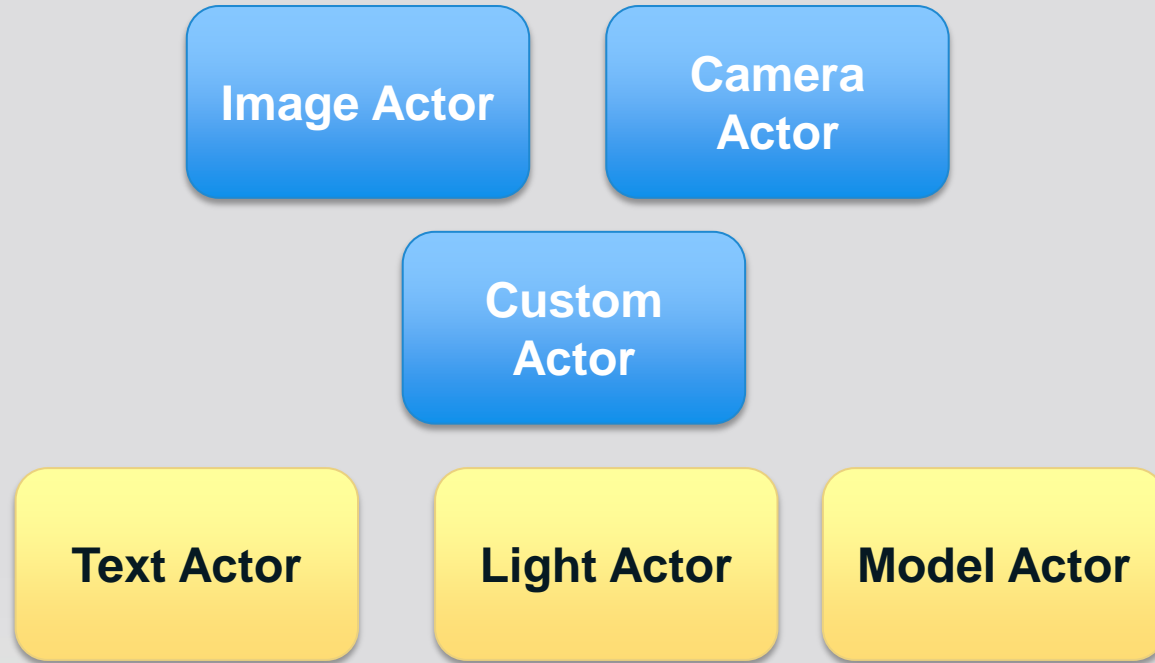 Image Actor
Camera
Actor
Custom
Actor
Text Actor
Light Actor
Model Actor